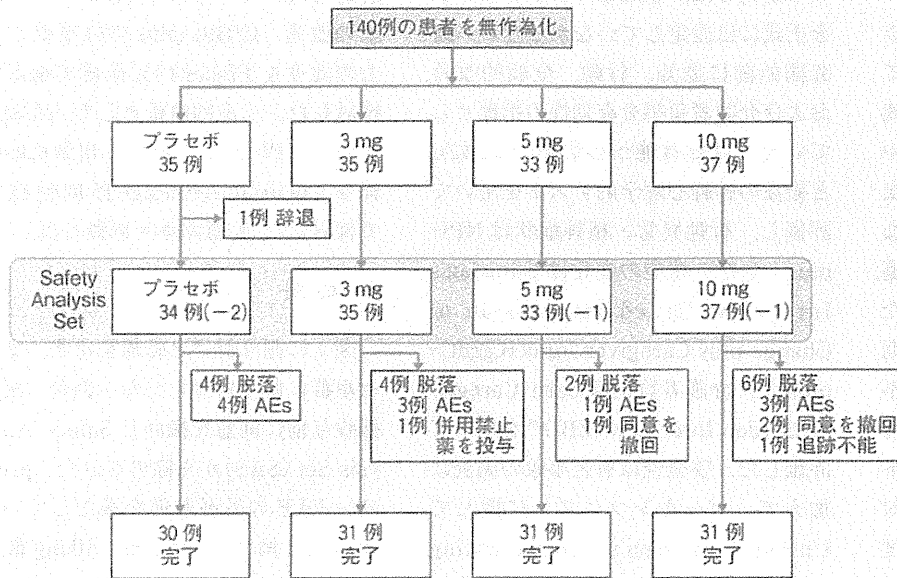 140例の患者を無作為化
プラセボ
35例
3 mg
35例
5 mg
33例
10 mg
37例
1例 辞退
Safety
Analysis
Set
プラセボ
34例(−2)
3 mg
35例
5 mg
33例(−1)
10 mg
37例(−1)
4例 脱落
4例 AEs
4例 脱落
3例 AEs
1例 併用禁止
薬を投与
2例 脱落
1例 AEs
1例 同意を
撤回
6例 脱落
3例 AEs
2例 同意を撤回
1例 追跡不能
30例
完了
31例
完了
31例
完了
31例
完了